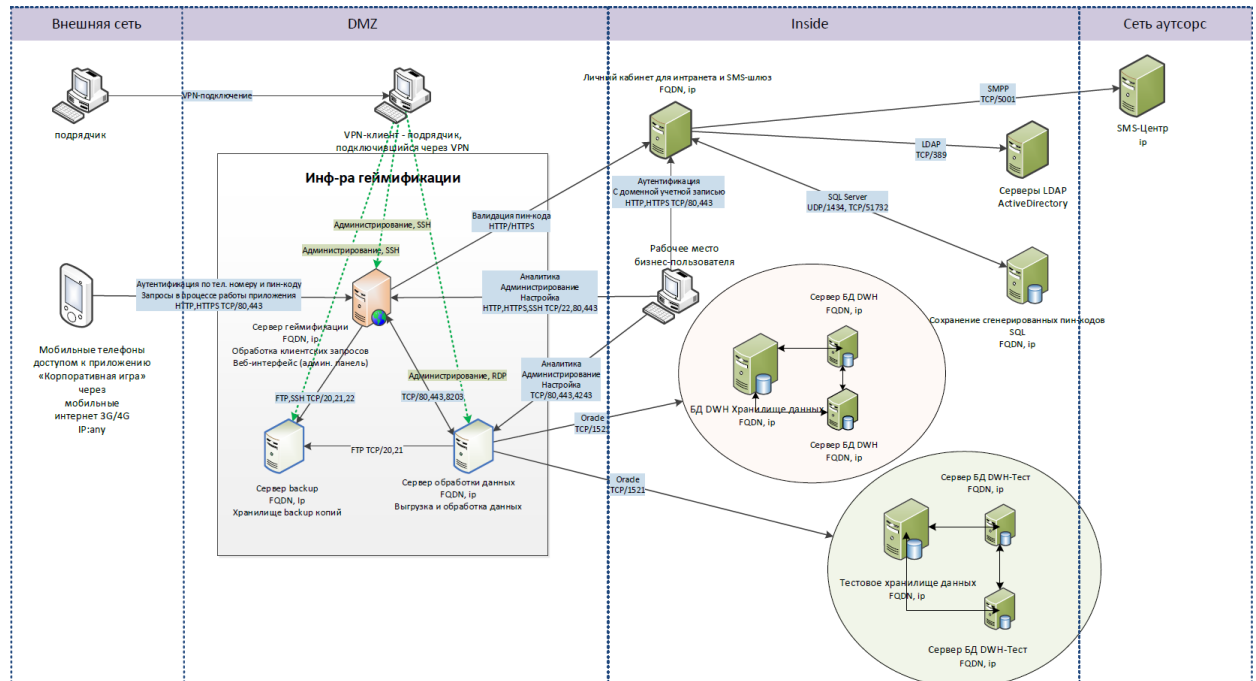 Внешняя сеть
DMZ
Inside
Сеть аутсорс
подрядчик
VPN-подключение
VPN-клиент - подрядчик,
подключившийся через VPN
Личный кабинет для интранета и SMS-шлюз
FQDN, ip
SMPP
TCP/5001
SMS-Центр
ip
LDAP
TCP/389
Серверы LDAP
ActiveDirectory
Инф-ра геймификации
Аутентификация
С доменной учетной записью
HTTP,HTTPS TCP/80,443
SQL Server
UDP/1434, TCP/51732
Валидация пин-кода
HTTP/HTTPS
Администрирование, SSH
Администрирование, SSH
Рабочее место
бизнес-пользователя
Аутентификация по тел. номеру и пин-коду
Запросы в процессе работы приложения
HTTP,HTTPS TCP/80,443
Аналитика
Администрирование
Настройка
HTTP,HTTPS,SSH TCP/22,80,443
Сохранение сгенерированных пин-кодов
SQL
FQDN, ip
Сервер геймификации
FQDN, ip
Обработка клиентских запросов
Веб-интерфейс (админ. панель)
Мобильные телефоны
доступом к приложению
«Корпоративная игра»
через
мобильные
интернет 3G/4G
IP:any
Сервер БД DWH
FQDN, ip
БД DWH Хранилище данных
FQDN, ip
Сервер БД DWH
FQDN, ip
Администрирование, RDP
Аналитика
Администрирование
Настройка
TCP/80,443,4243
FTP,SSH TCP/20,21,22
TCP/80,443,8203
Oracle
TCP/1521
FTP TCP/20,21
Сервер backup
FQDN, Ip
Хранилище backup копий
Сервер обработки данных
FQDN, ip
Выгрузка и обработка данных
Oracle
TCP/1521
Сервер БД DWH-Тест
FQDN, ip
Тестовое хранилище данных
FQDN, ip
Сервер БД DWH-Тест
FQDN, ip